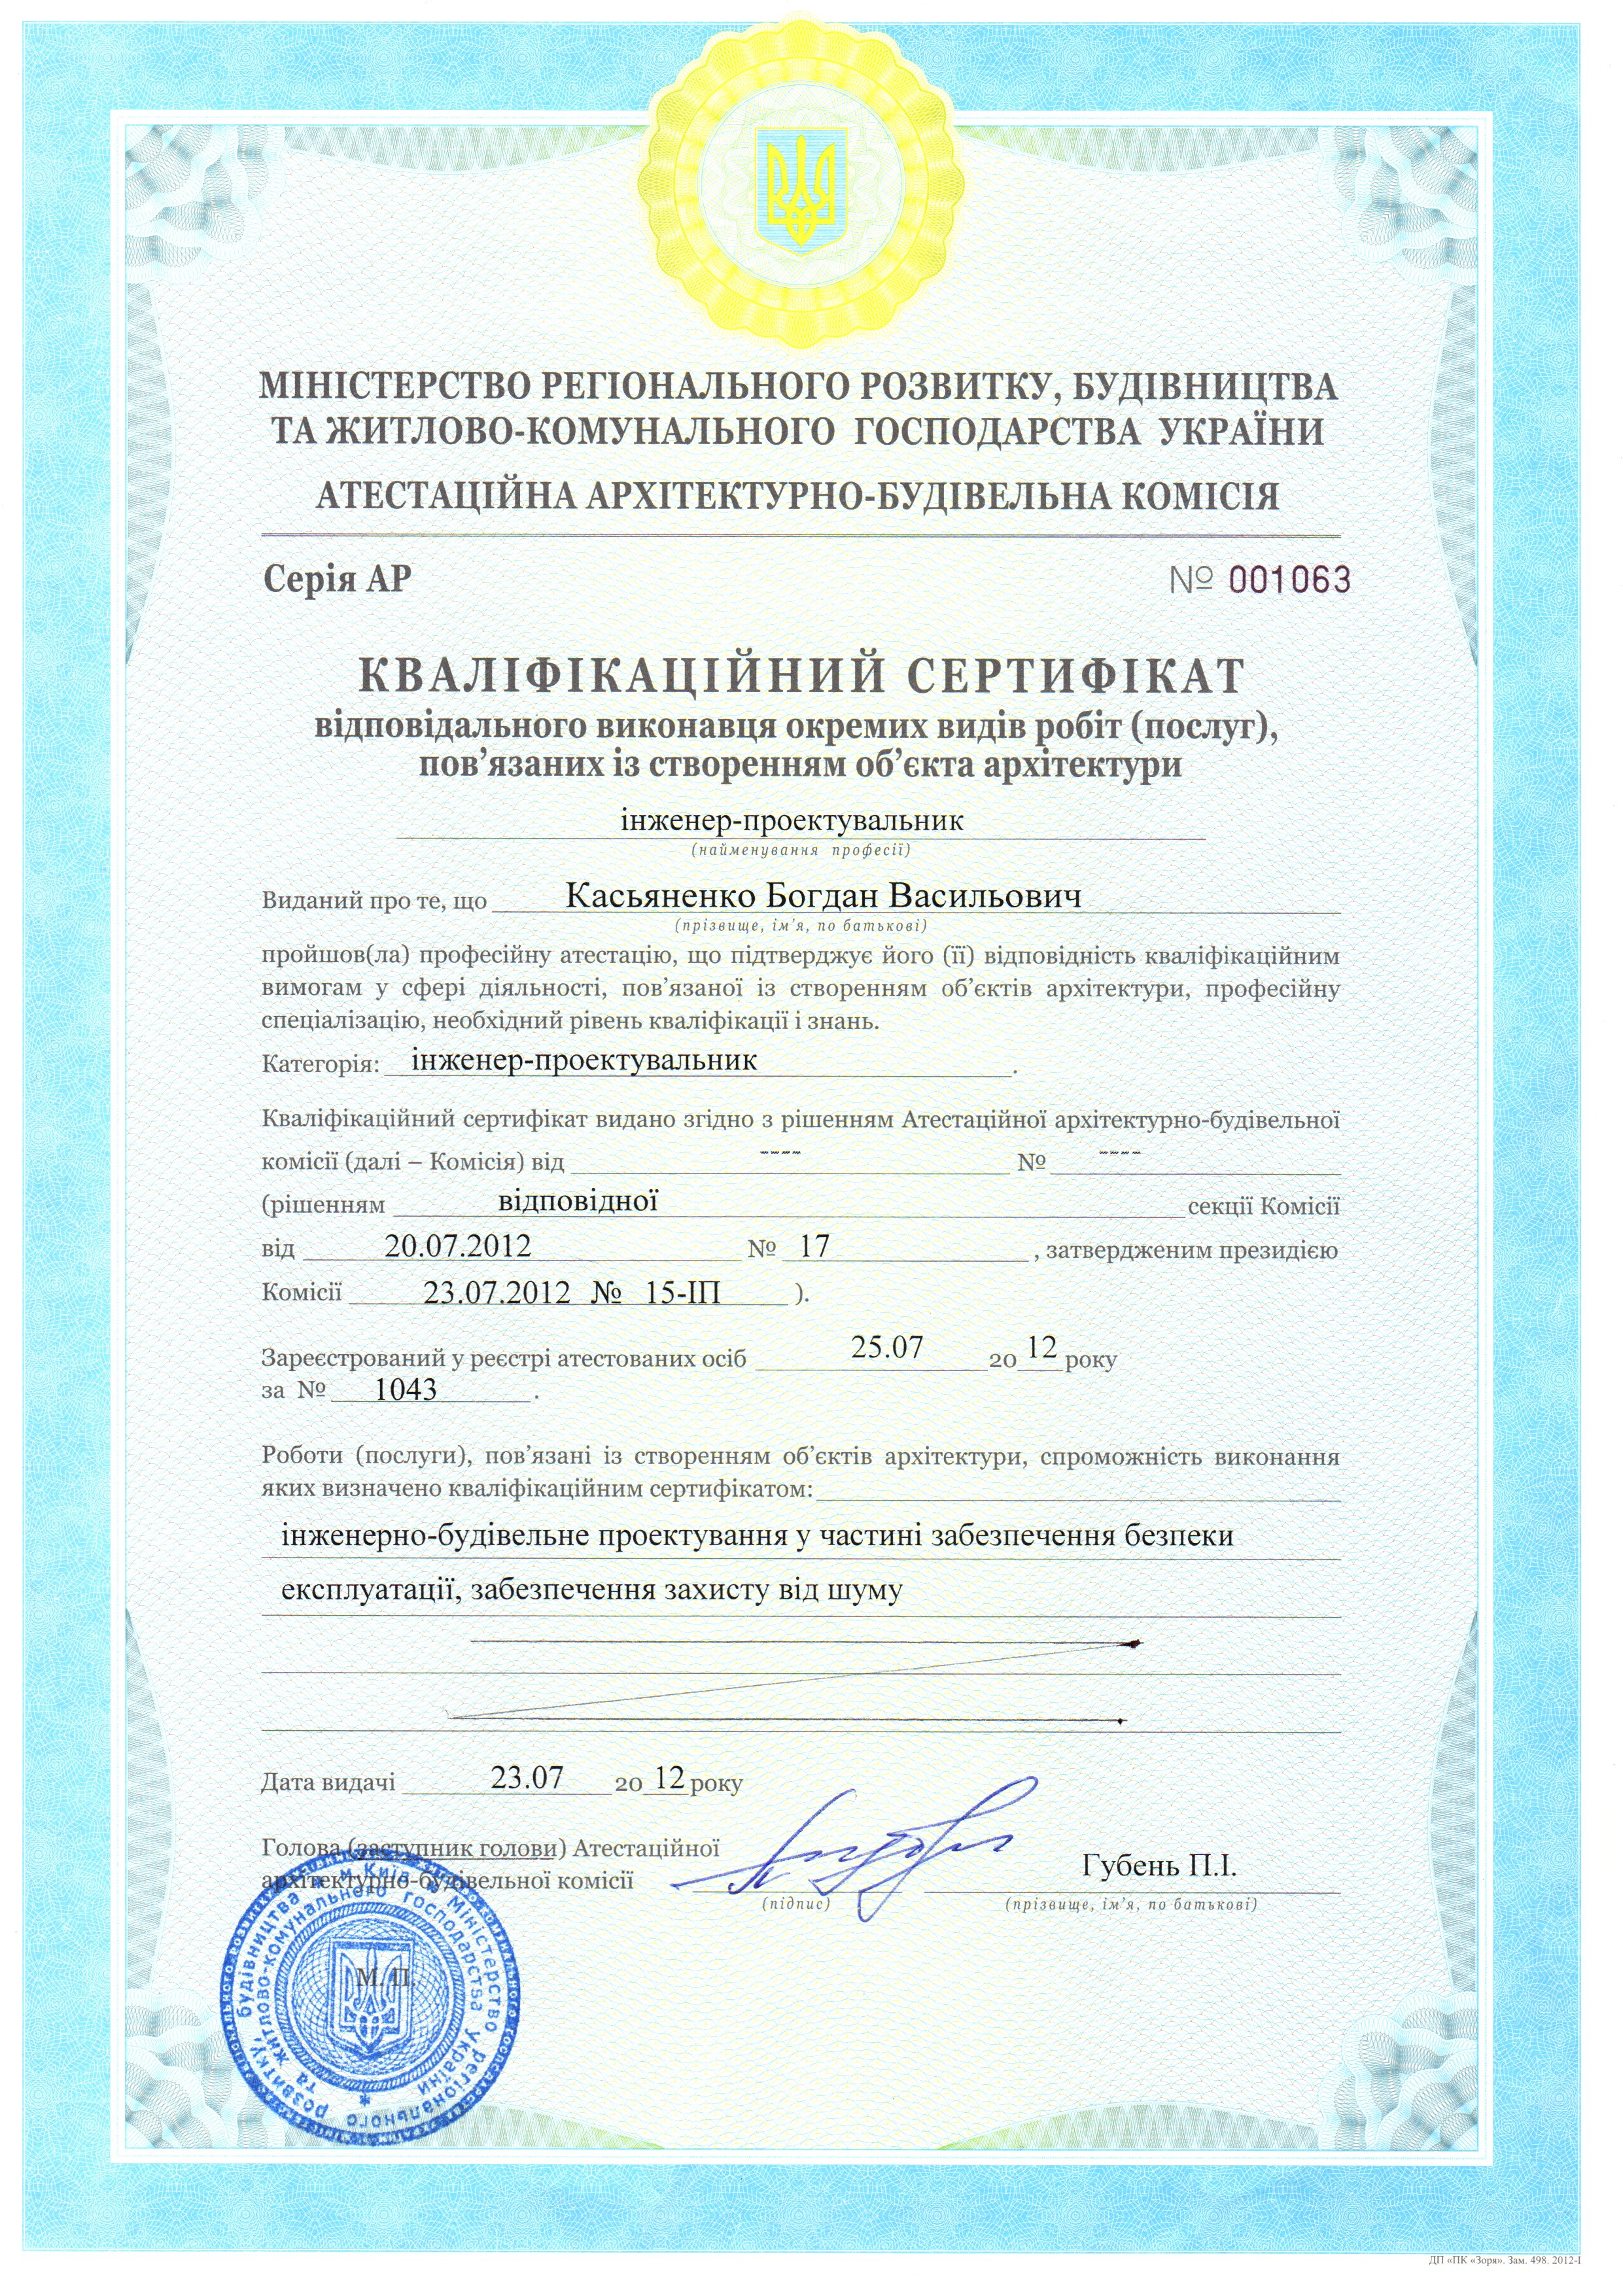 МІНІСТЕРСТВО РЕГІОНАЛЬНОГО РОЗВИТКУ, БУДІВНИЦТВА
ТА ЖИТЛОВО-КОМУНАЛЬНОГО ГОСПОДАРСТВА УКРАЇНИ
АТЕСТАЦІЙНА АРХІТЕКТУРНО-БУДІВЕЛЬНА КОМІСІЯ
Серія АР № 001063
КВАЛІФІКАЦІЙНИЙ СЕРТИФІКАТ
відповідального виконавця окремих видів робіт (послуг),
пов’язаних із створенням об’єкта архітектури
інженер-проектувальник
(найменування професії)
Виданий про те, що Касьяненко Богдан Васильович
(прізвище, ім’я, по батькові)
пройшов(ла) професійну атестацію, що підтверджує його (її) відповідність кваліфікаційним
вимогам у сфері діяльності, пов’язаної із створенням об’єктів архітектури, професійну
спеціалізацію, необхідний рівень кваліфікації і знань.
Категорія: інженер-проектувальник.
Кваліфікаційний сертифікат видано згідно з рішенням Атестаційної архітектурно-будівельної
комісії (далі – Комісія) від ---- № ----
(рішенням відповідної секції Комісії
від 20.07.2012 № 17, затвердженим президією
Комісії 23.07.2012 № 15-ІП ).
Зареєстрований у реєстрі атестованих осіб 25.07 2012 року
за № 1043.
Роботи (послуги), пов’язані із створенням об’єктів архітектури, спроможність виконання
яких визначено кваліфікаційним сертифікатом:
інженерно-будівельне проектування у частині забезпечення безпеки
експлуатації, забезпечення захисту від шуму
Дата видачі 23.07 2012 року
Голова (заступник голови) Атестаційної
архітектурно-будівельної комісії Губень П.І.
(підпис) (прізвище, ім’я, по батькові)
М. П.
м. Київ * Міністерство регіонального розвитку, будівництва
та житлово-комунального господарства України
ДП «ПК «Зоря». Зам. 498. 2012-І